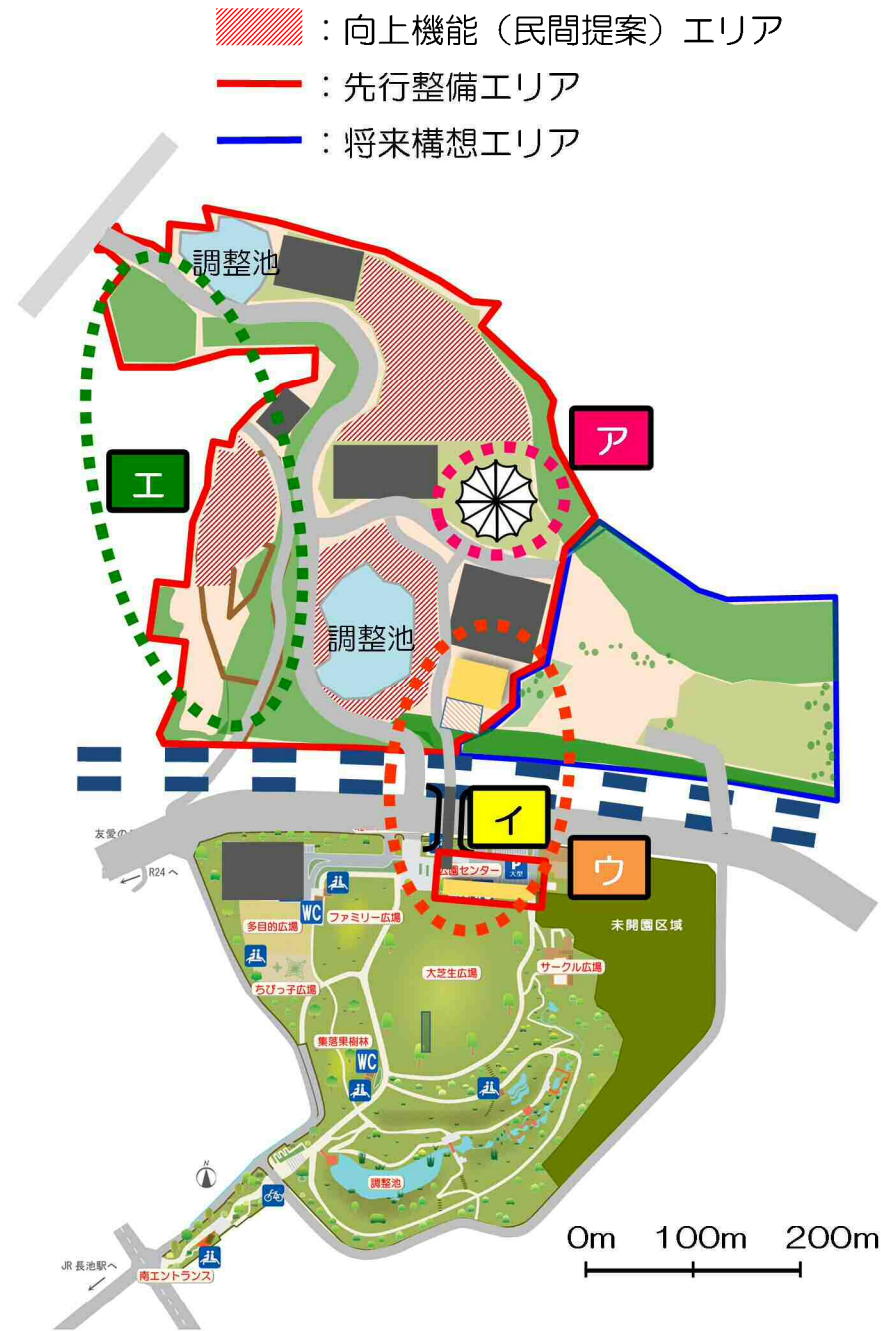 ：向上機能（民間提案）エリア
：先行整備エリア
：将来構想エリア
調整池
ア
エ
調整池
イ
友愛の
R24 へ
公園センター
P
大型
ウ
WC
ファミリー広場
多目的広場
未開園区域
大芝生広場
サークル広場
ちびっ子広場
集落果樹林
WC
調整池
N
JR 長池駅へ
南エントランス
0m 100m 200m